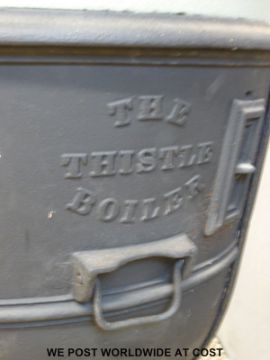 THE
THISTLE
BOILER
WE POST WORLDWIDE AT COST